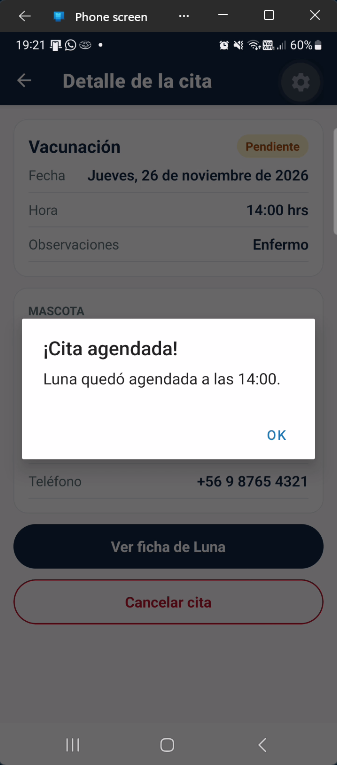 Phone screen
19:21
60%
Detalle de la cita
Vacunación
Pendiente
Fecha Jueves, 26 de noviembre de 2026
Hora 14:00 hrs
Observaciones Enfermo
MASCOTA
¡Cita agendada!
Luna quedó agendada a las 14:00.
OK
Teléfono +56 9 8765 4321
Ver ficha de Luna
Cancelar cita